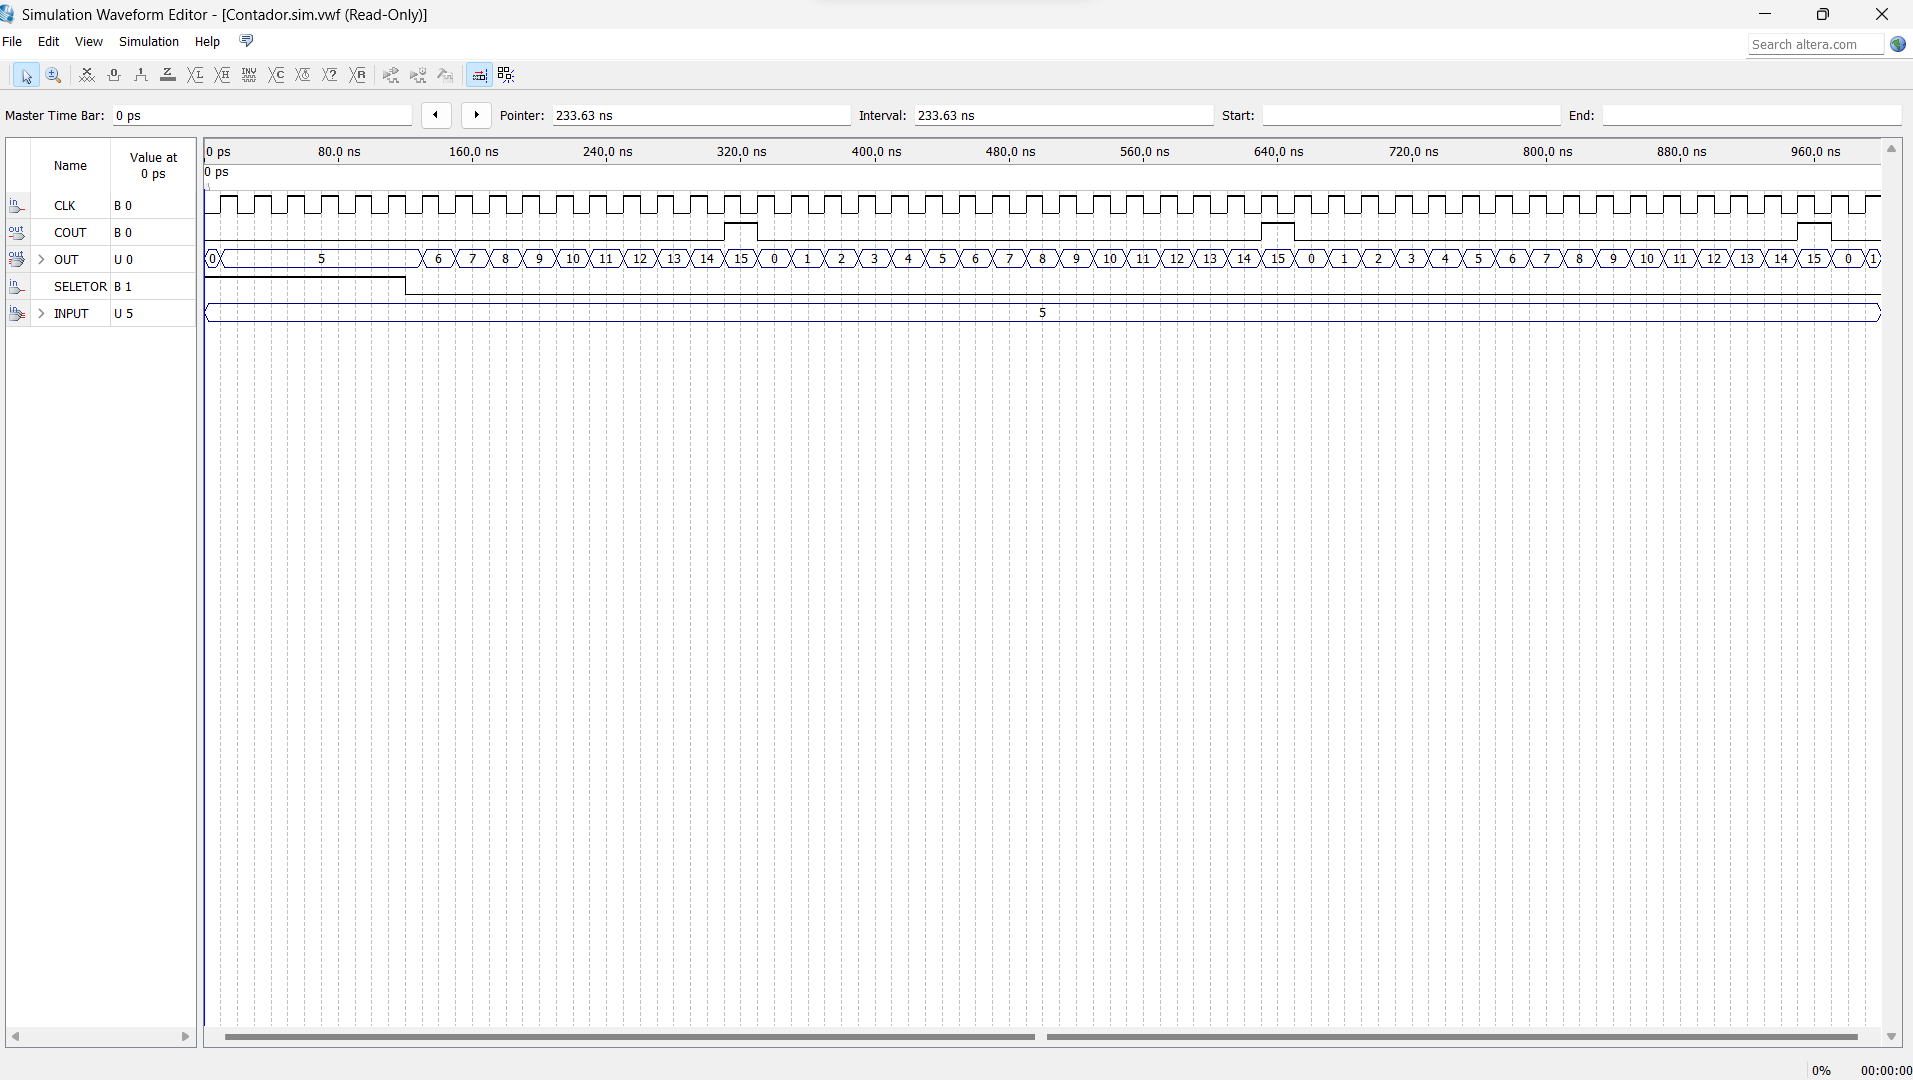 Simulation Waveform Editor - [Contador.sim.vwf (Read-Only)]
File Edit View Simulation Help
Search altera.com
Master Time Bar: 0 ps Pointer: 233.63 ns Interval: 233.63 ns Start: End:
Name Value at 0 ps
0 ps 80.0 ns 160.0 ns 240.0 ns 320.0 ns 400.0 ns 480.0 ns 560.0 ns 640.0 ns 720.0 ns 800.0 ns 880.0 ns 960.0 ns
0 ps
in CLK B 0
out COUT B 0
out OUT U 0 0 5 6 7 8 9 10 11 12 13 14 15 0 1 2 3 4 5 6 7 8 9 10 11 12 13 14 15 0 1 2 3 4 5 6 7 8 9 10 11 12 13 14 15 0 1
in SELETOR B 1
in INPUT U 5 5
0% 00:00:00